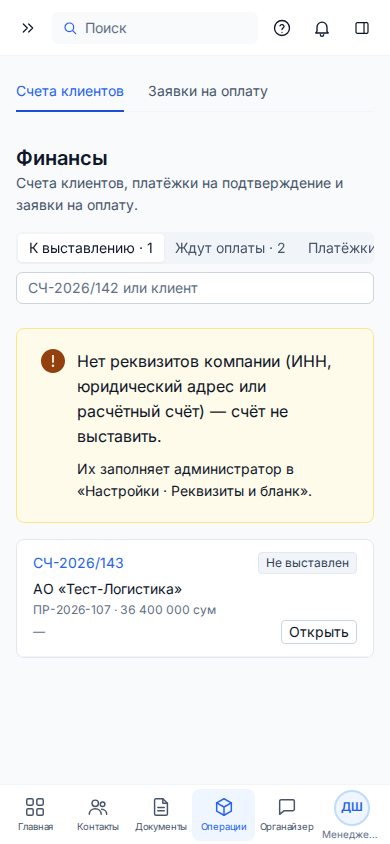 Поиск
Счета клиентов
Заявки на оплату
Финансы
Счета клиентов, платёжки на подтверждение и
заявки на оплату.
К выставлению · 1
Ждут оплаты · 2
Платёжки
СЧ-2026/142 или клиент
Нет реквизитов компании (ИНН,
юридический адрес или
расчётный счёт) — счёт не
выставить.
Их заполняет администратор в
«Настройки · Реквизиты и бланк».
СЧ-2026/143
Не выставлен
АО «Тест-Логистика»
ПР-2026-107 · 36 400 000 сум
—
Открыть
Главная
Контакты
Документы
Операции
Органайзер
ДШ
Менедже...